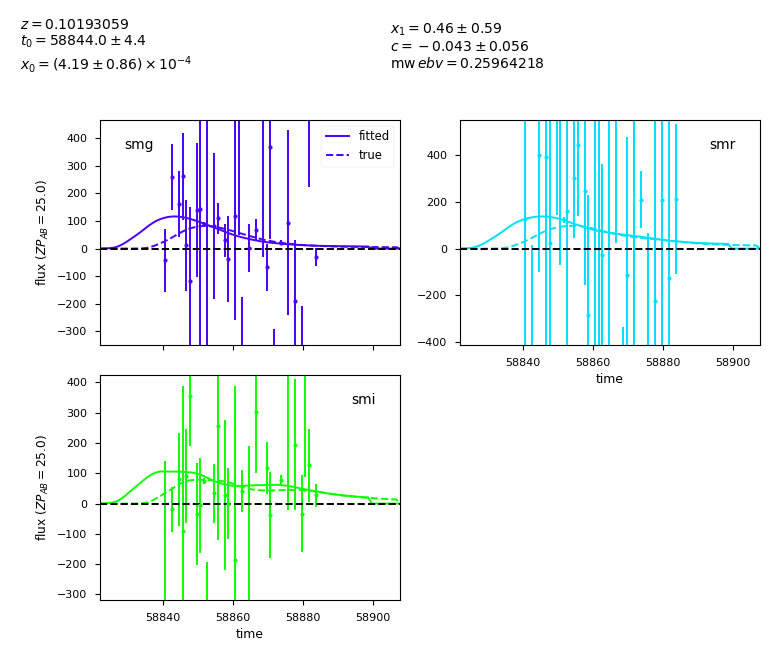 z = 0.10193059
t₀ = 58844.0 ± 4.4
x₀ = (4.19 ± 0.86) × 10⁻⁴
x₁ = 0.46 ± 0.59
c = −0.043 ± 0.056
mw ebv = 0.25964218
smg
fitted
true
400
300
200
100
0
−100
−200
−300
flux (ZP_AB = 25.0)
smr
400
200
0
−200
−400
58840 58860 58880 58900
time
smi
400
300
200
100
0
−100
−200
−300
flux (ZP_AB = 25.0)
58840 58860 58880 58900
time